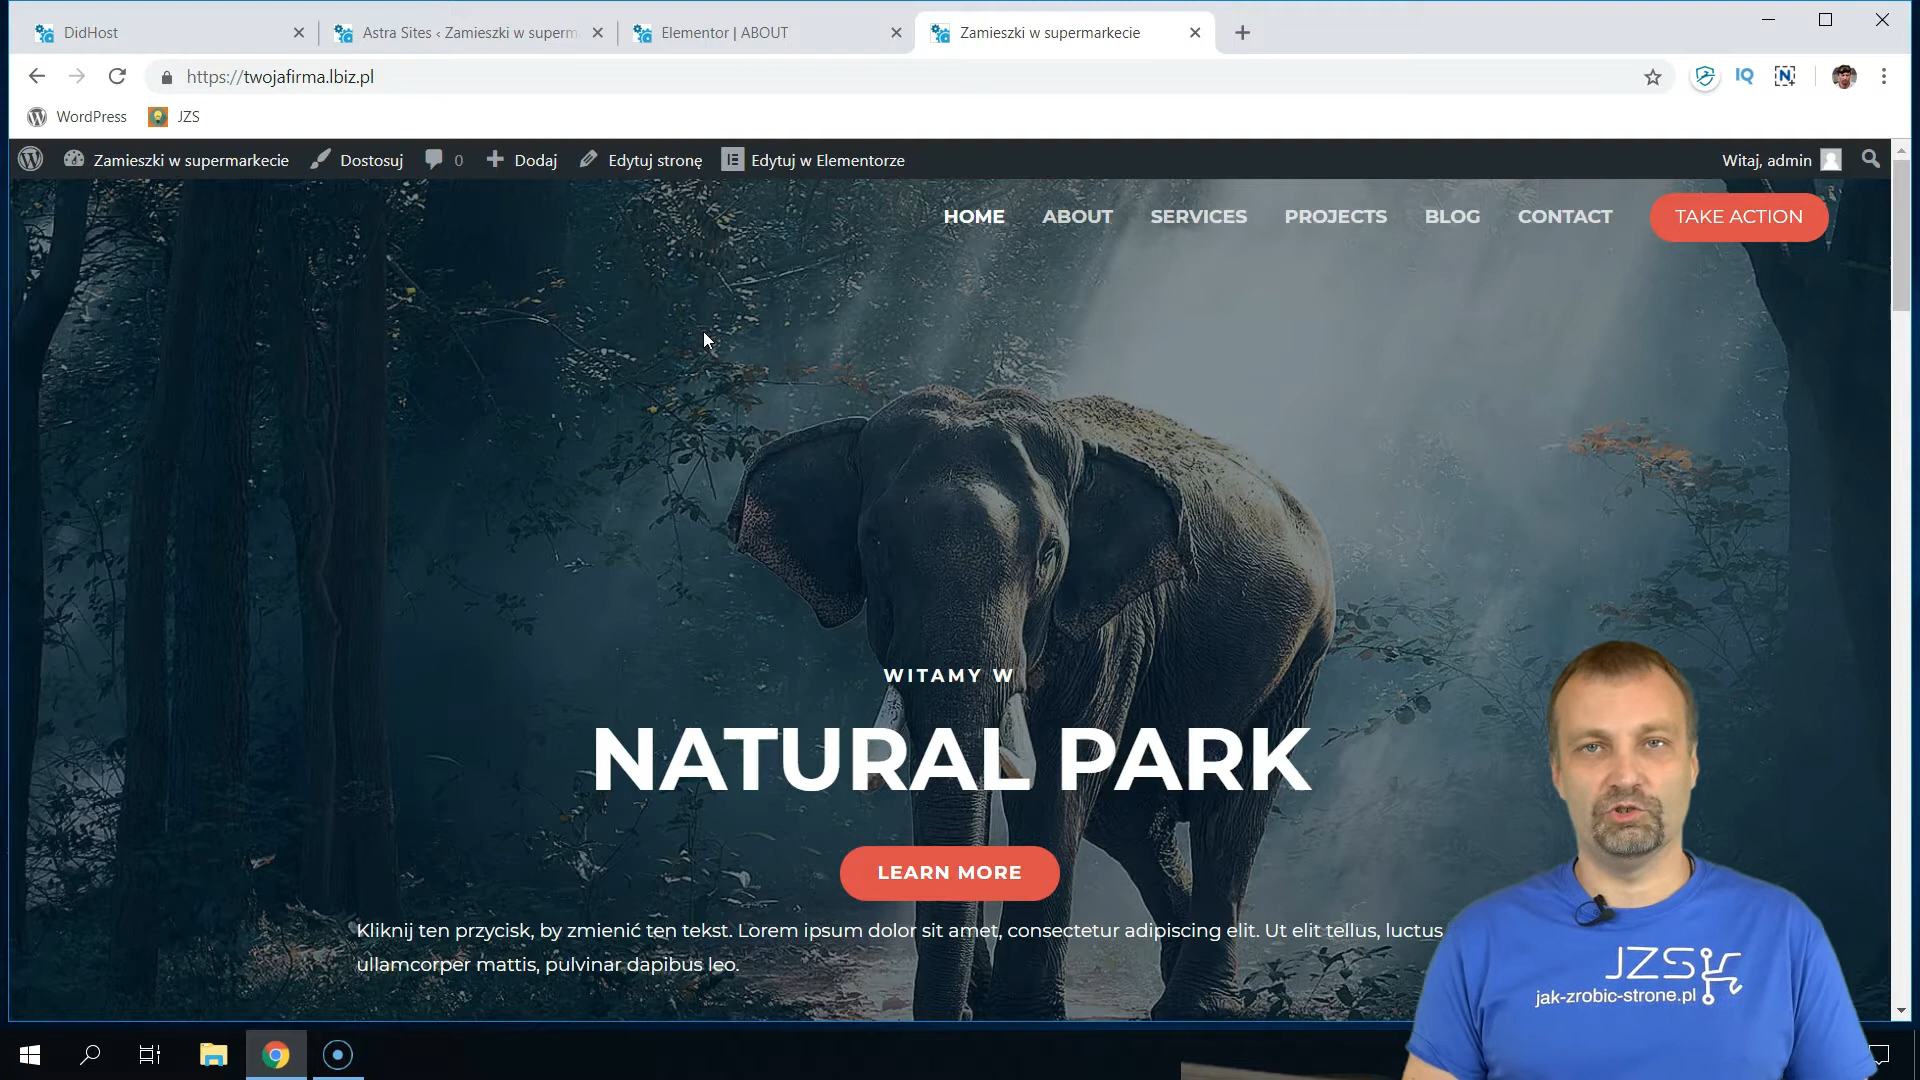 DidHost
Astra Sites ‹ Zamieszki w superm
Elementor | ABOUT
Zamieszki w supermarkecie
https://twojafirma.lbiz.pl
IQ
N
WordPress
JZS
Zamieszki w supermarkecie
Dostosuj
0
Dodaj
Edytuj stronę
Edytuj w Elementorze
Witaj, admin
HOME
ABOUT
SERVICES
PROJECTS
BLOG
CONTACT
TAKE ACTION
WITAMY W
NATURAL PARK
LEARN MORE
Kliknij ten przycisk, by zmienić ten tekst. Lorem ipsum dolor sit amet, consectetur adipiscing elit. Ut elit tellus, luctus
ullamcorper mattis, pulvinar dapibus leo.
JZS
jak-zrobic-strone.pl